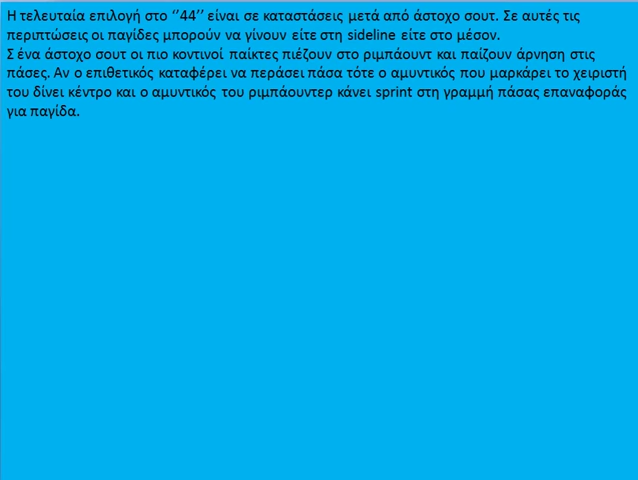 Η τελευταία επιλογή στο ‘’44’’ είναι σε καταστάσεις μετά από άστοχο σουτ. Σε αυτές τις
περιπτώσεις οι παγίδες μπορούν να γίνουν είτε στη sideline είτε στο μέσον.
Σ ένα άστοχο σουτ οι πιο κοντινοί παίκτες πιέζουν στο ριμπάουντ και παίζουν άρνηση στις
πάσες. Αν ο επιθετικός καταφέρει να περάσει πάσα τότε ο αμυντικός που μαρκάρει το χειριστή
του δίνει κέντρο και ο αμυντικός του ριμπάουντερ κάνει sprint στη γραμμή πάσας επαναφοράς
για παγίδα.